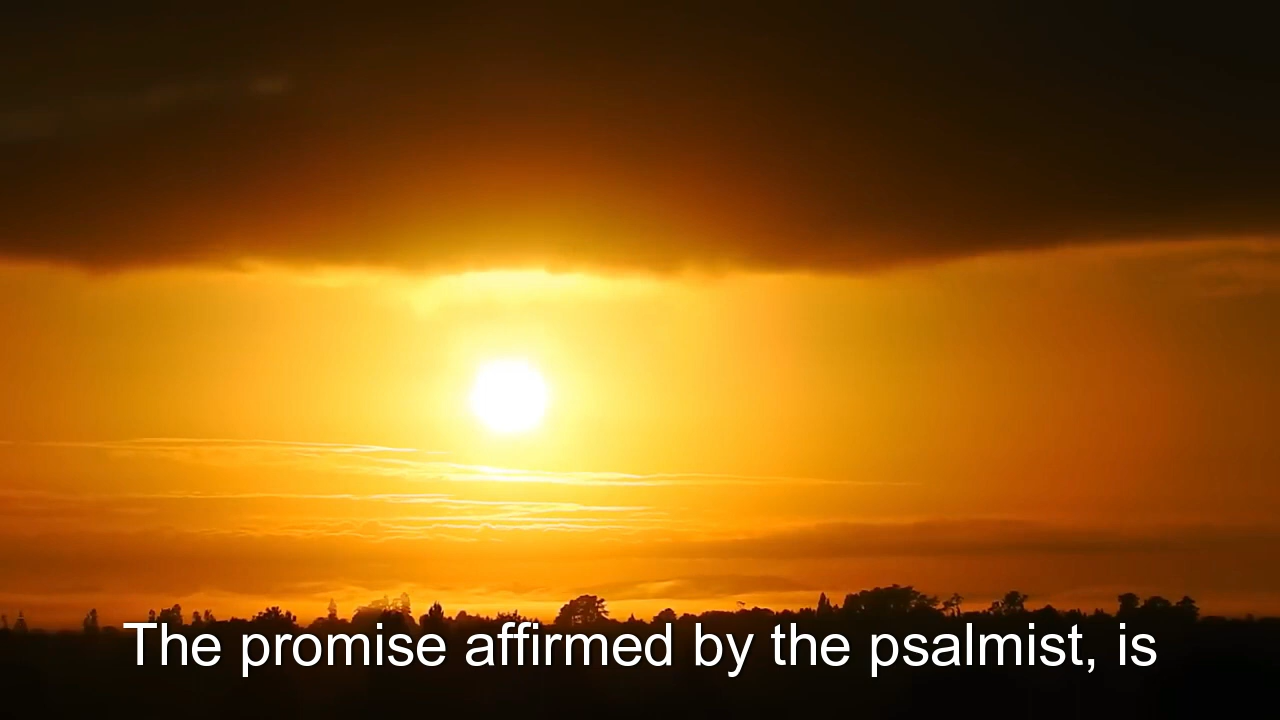 The promise affirmed by the psalmist, is